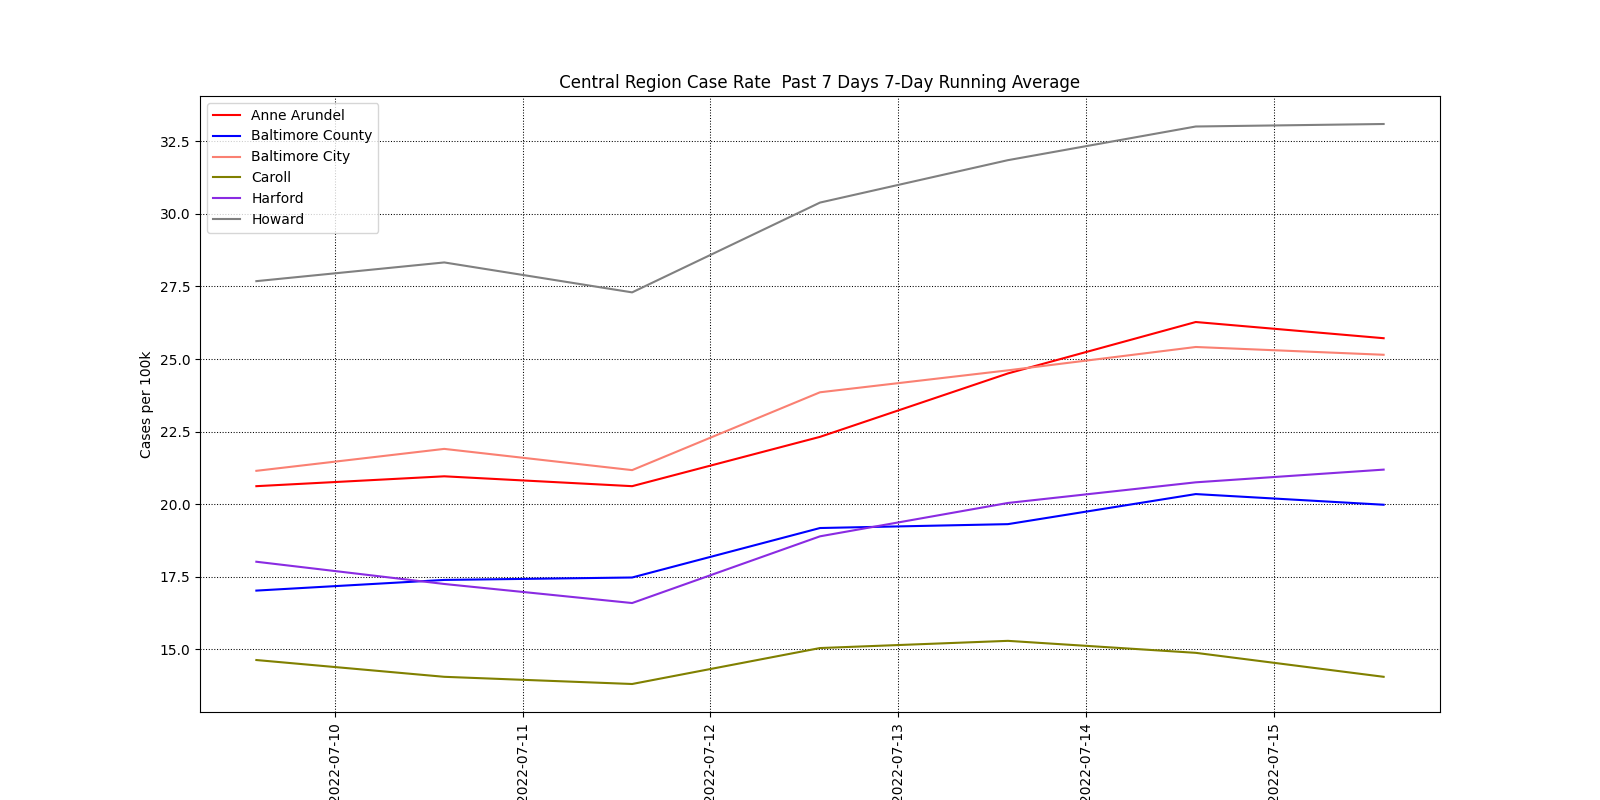 Central Region Case Rate  Past 7 Days 7-Day Running Average
Anne Arundel
Baltimore County
Baltimore City
Caroll
Harford
Howard
Cases per 100k
32.5
30.0
27.5
25.0
22.5
20.0
17.5
15.0
2022-07-10
2022-07-11
2022-07-12
2022-07-13
2022-07-14
2022-07-15